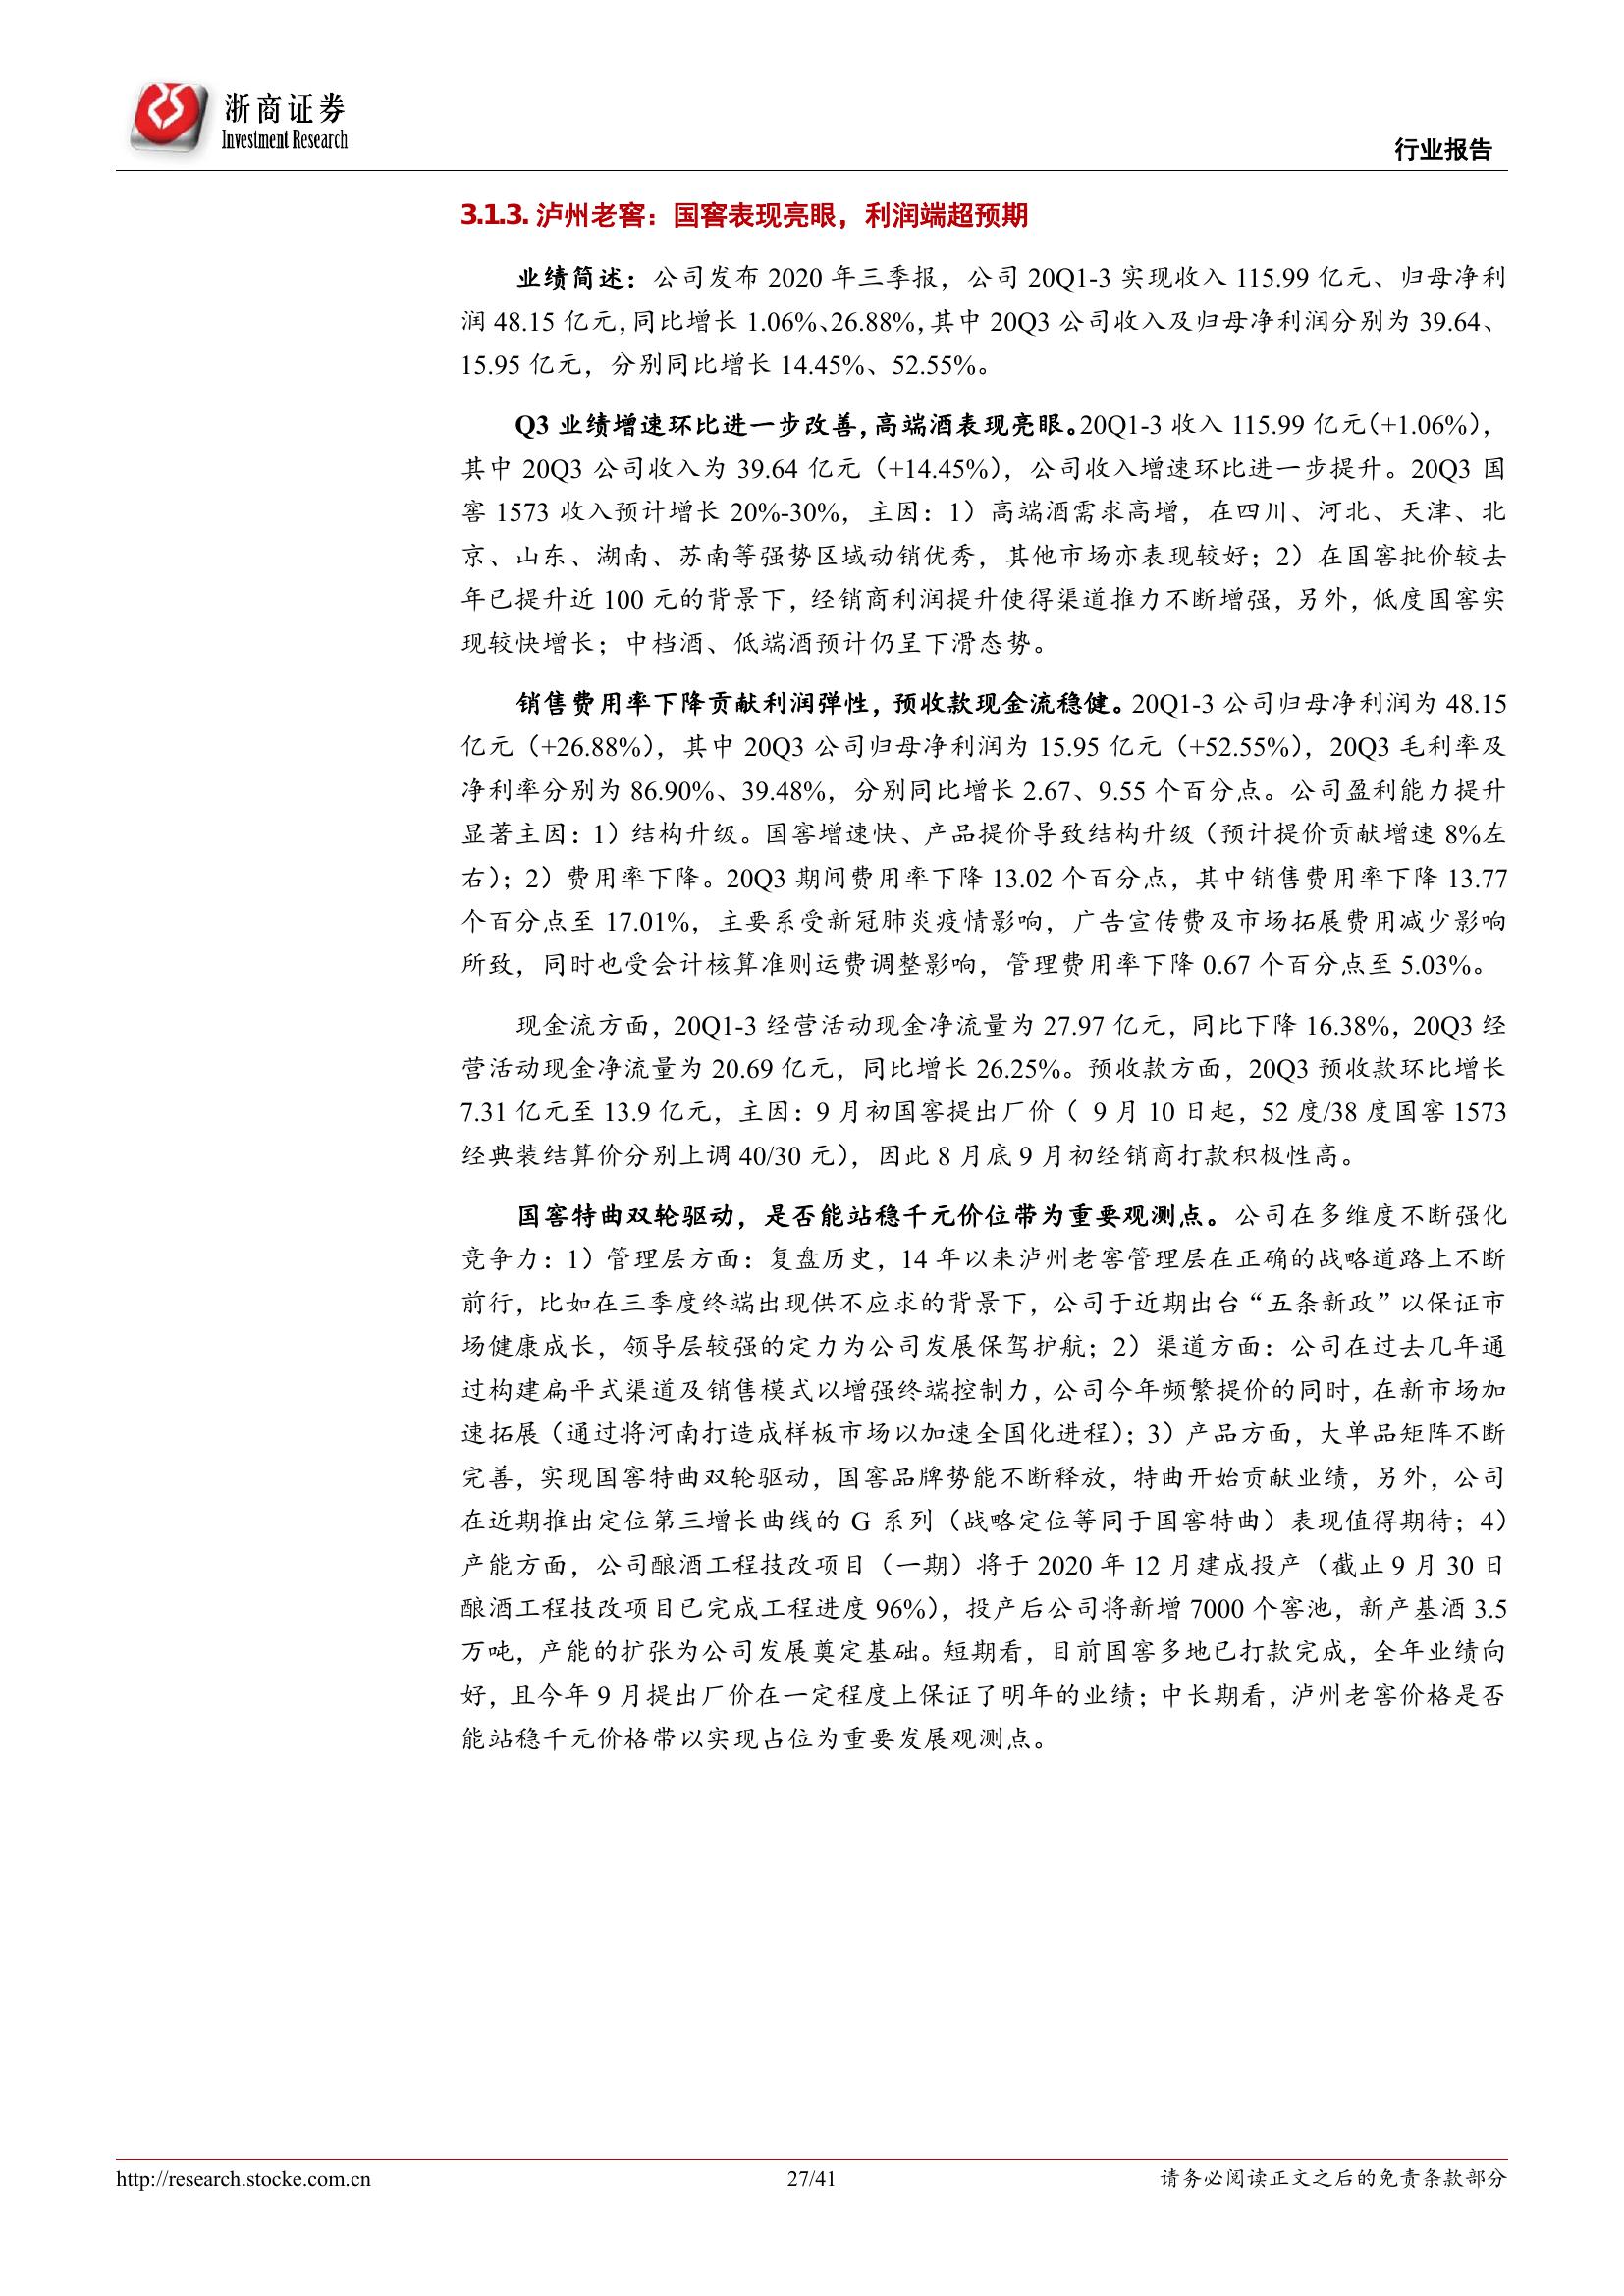 浙商证券
Investment Research
行业报告
3.1.3. 泸州老窖：国窖表现亮眼，利润端超预期
业绩简述：公司发布 2020 年三季报，公司 20Q1-3 实现收入 115.99 亿元、归母净利
润 48.15 亿元，同比增长 1.06%、26.88%，其中 20Q3 公司收入及归母净利润分别为 39.64、
15.95 亿元，分别同比增长 14.45%、52.55%。
Q3 业绩增速环比进一步改善，高端酒表现亮眼。20Q1-3 收入 115.99 亿元（+1.06%），
其中 20Q3 公司收入为 39.64 亿元（+14.45%），公司收入增速环比进一步提升。20Q3 国
窖 1573 收入预计增长 20%-30%，主因：1）高端酒需求高增，在四川、河北、天津、北
京、山东、湖南、苏南等强势区域动销优秀，其他市场亦表现较好；2）在国窖批价较去
年已提升近 100 元的背景下，经销商利润提升使得渠道推力不断增强，另外，低度国窖实
现较快增长；中档酒、低端酒预计仍呈下滑态势。
销售费用率下降贡献利润弹性，预收款现金流稳健。20Q1-3 公司归母净利润为 48.15
亿元（+26.88%），其中 20Q3 公司归母净利润为 15.95 亿元（+52.55%），20Q3 毛利率及
净利率分别为 86.90%、39.48%，分别同比增长 2.67、9.55 个百分点。公司盈利能力提升
显著主因：1）结构升级。国窖增速快、产品提价导致结构升级（预计提价贡献增速 8%左
右）；2）费用率下降。20Q3 期间费用率下降 13.02 个百分点，其中销售费用率下降 13.77
个百分点至 17.01%，主要系受新冠肺炎疫情影响，广告宣传费及市场拓展费用减少影响
所致，同时也受会计核算准则运费调整影响，管理费用率下降 0.67 个百分点至 5.03%。
现金流方面，20Q1-3 经营活动现金净流量为 27.97 亿元，同比下降 16.38%，20Q3 经
营活动现金净流量为 20.69 亿元，同比增长 26.25%。预收款方面，20Q3 预收款环比增长
7.31 亿元至 13.9 亿元，主因：9 月初国窖提出厂价（ 9 月 10 日起，52 度/38 度国窖 1573
经典装结算价分别上调 40/30 元），因此 8 月底 9 月初经销商打款积极性高。
国窖特曲双轮驱动，是否能站稳千元价位带为重要观测点。公司在多维度不断强化
竞争力：1）管理层方面：复盘历史，14 年以来泸州老窖管理层在正确的战略道路上不断
前行，比如在三季度终端出现供不应求的背景下，公司于近期出台“五条新政”以保证市
场健康成长，领导层较强的定力为公司发展保驾护航；2）渠道方面：公司在过去几年通
过构建扁平式渠道及销售模式以增强终端控制力，公司今年频繁提价的同时，在新市场加
速拓展（通过将河南打造成样板市场以加速全国化进程）；3）产品方面，大单品矩阵不断
完善，实现国窖特曲双轮驱动，国窖品牌势能不断释放，特曲开始贡献业绩，另外，公司
在近期推出定位第三增长曲线的 G 系列（战略定位等同于国窖特曲）表现值得期待；4）
产能方面，公司酿酒工程技改项目（一期）将于 2020 年 12 月建成投产（截止 9 月 30 日
酿酒工程技改项目已完成工程进度 96%），投产后公司将新增 7000 个窖池，新产基酒 3.5
万吨，产能的扩张为公司发展奠定基础。短期看，目前国窖多地已打款完成，全年业绩向
好，且今年 9 月提出厂价在一定程度上保证了明年的业绩；中长期看，泸州老窖价格是否
能站稳千元价格带以实现占位为重要发展观测点。
http://research.stocke.com.cn
27/41
请务必阅读正文之后的免责条款部分